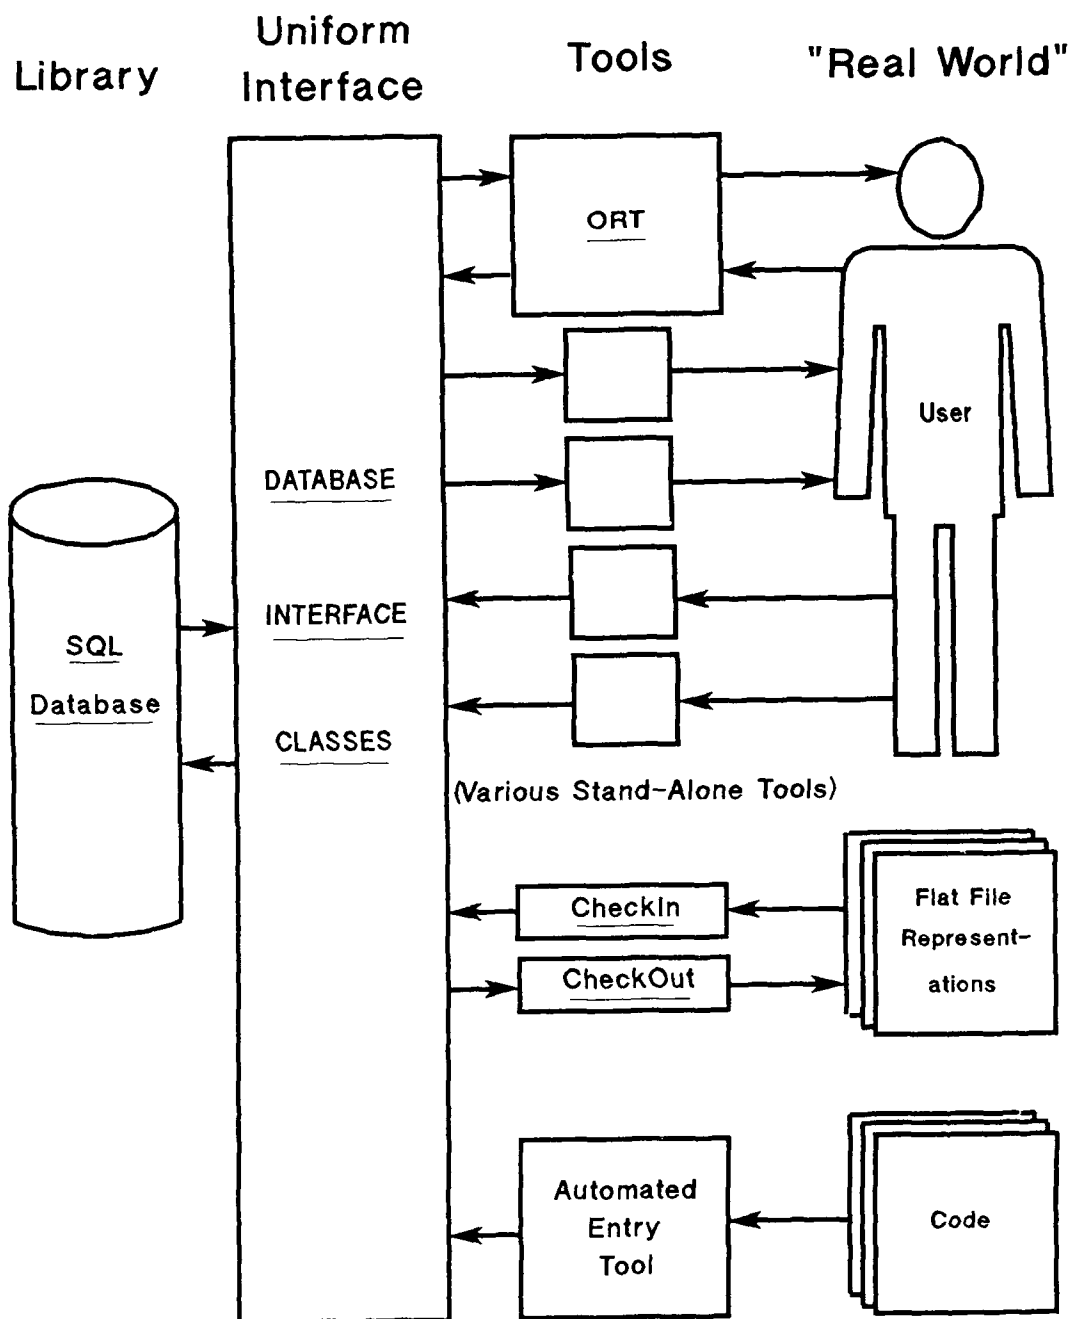 Library
Uniform
Interface
Tools
"Real World"
ORT
User
DATABASE
INTERFACE
CLASSES
SQL
Database
(Various Stand-Alone Tools)
CheckIn
CheckOut
Flat File
Represent-
ations
Automated
Entry
Tool
Code